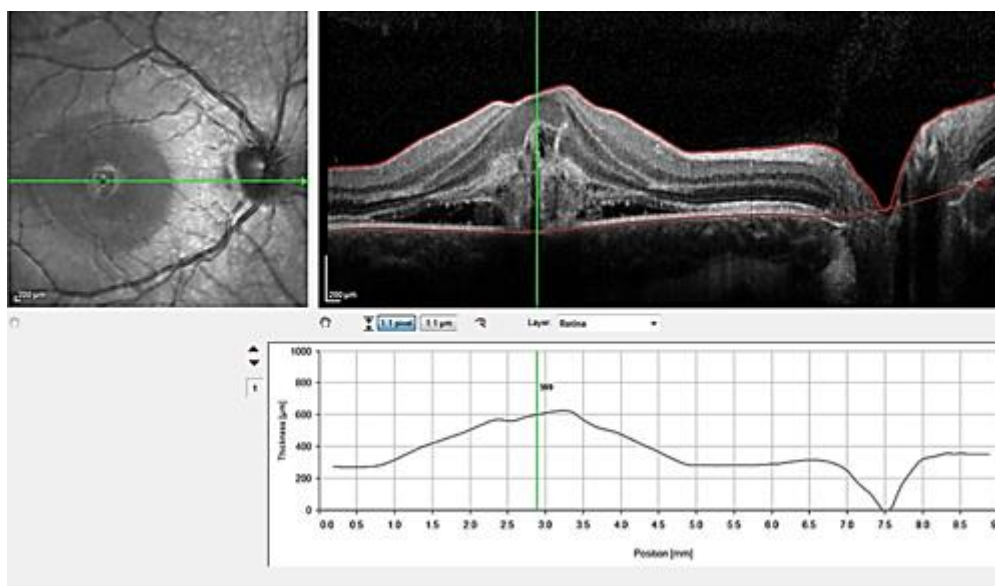 200 µm
200 µm
1:1 pixel 1:1 µm Layer: Retina
1
1000
800
600
400
200
0
Thickness [µm]
599
0.0 0.5 1.0 1.5 2.0 2.5 3.0 3.5 4.0 4.5 5.0 5.5 6.0 6.5 7.0 7.5 8.0 8.5 9
Position [mm]